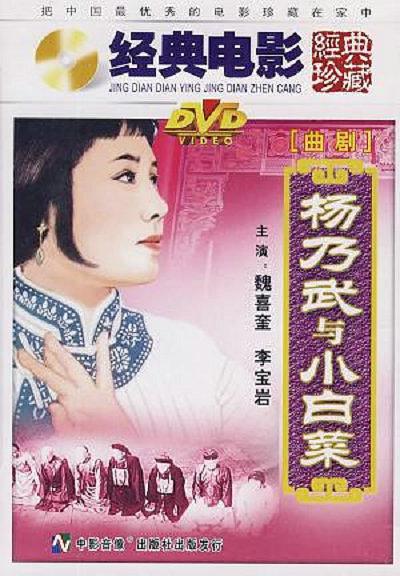 把中国最优秀的电影珍藏在家中
经典电影
經典
珍藏
JING DIAN DIAN YING JING DIAN ZHEN CANG
DVD
VIDEO
[曲剧]
杨乃武与小白菜
主演:魏喜奎 李宝岩
中影音像®出版社出版发行